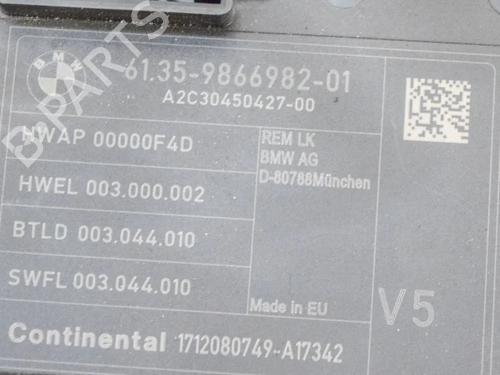 BMW
61.35-9866982-01
A2C30450427-00
HWAP 00000F4D
HWEL 003.000.002
BTLD 003.044.010
SWFL 003.044.010
REM LK
BMW AG
D-80788München
Made in EU
V5
Continental 1712080749-A17342
B-PARTS